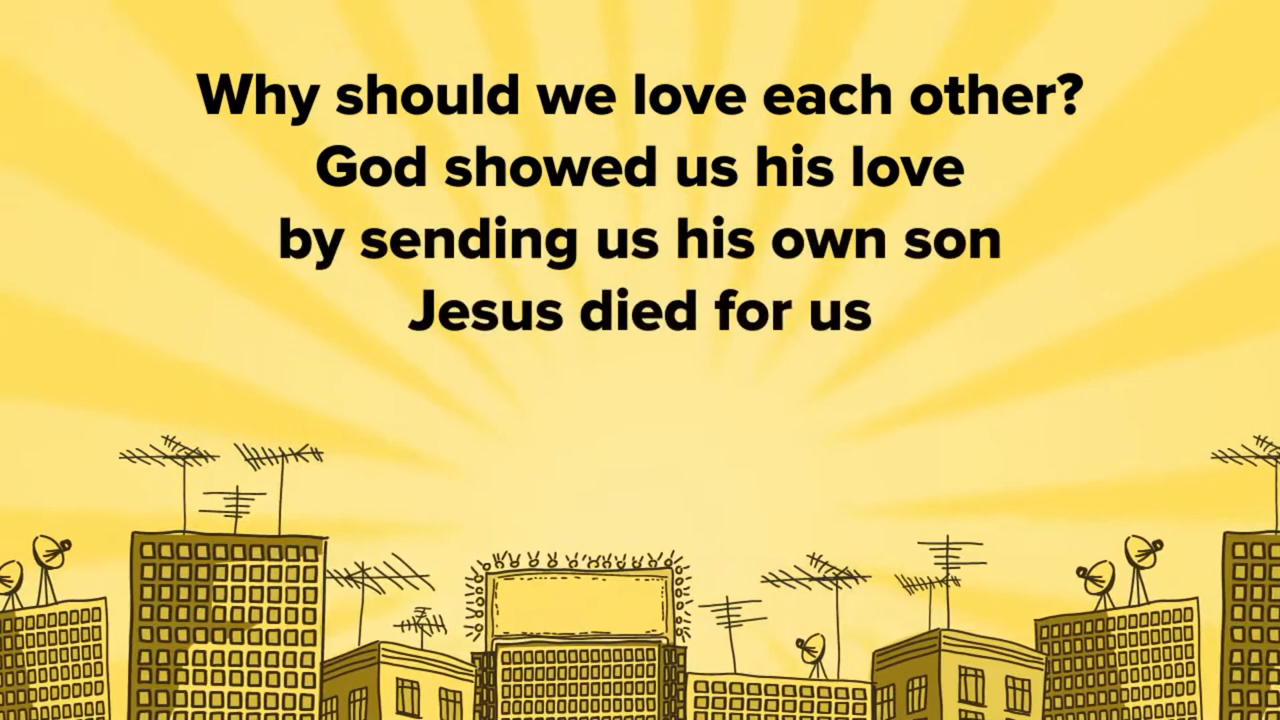 Why should we love each other?
God showed us his love
by sending us his own son
Jesus died for us